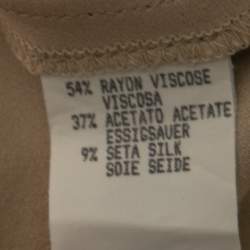 54% RAYON VISCOSE
VISCOSA
37% ACETATO ACETATE
ESSIGSAUER
9% SETA SILK
SOIE SEIDE